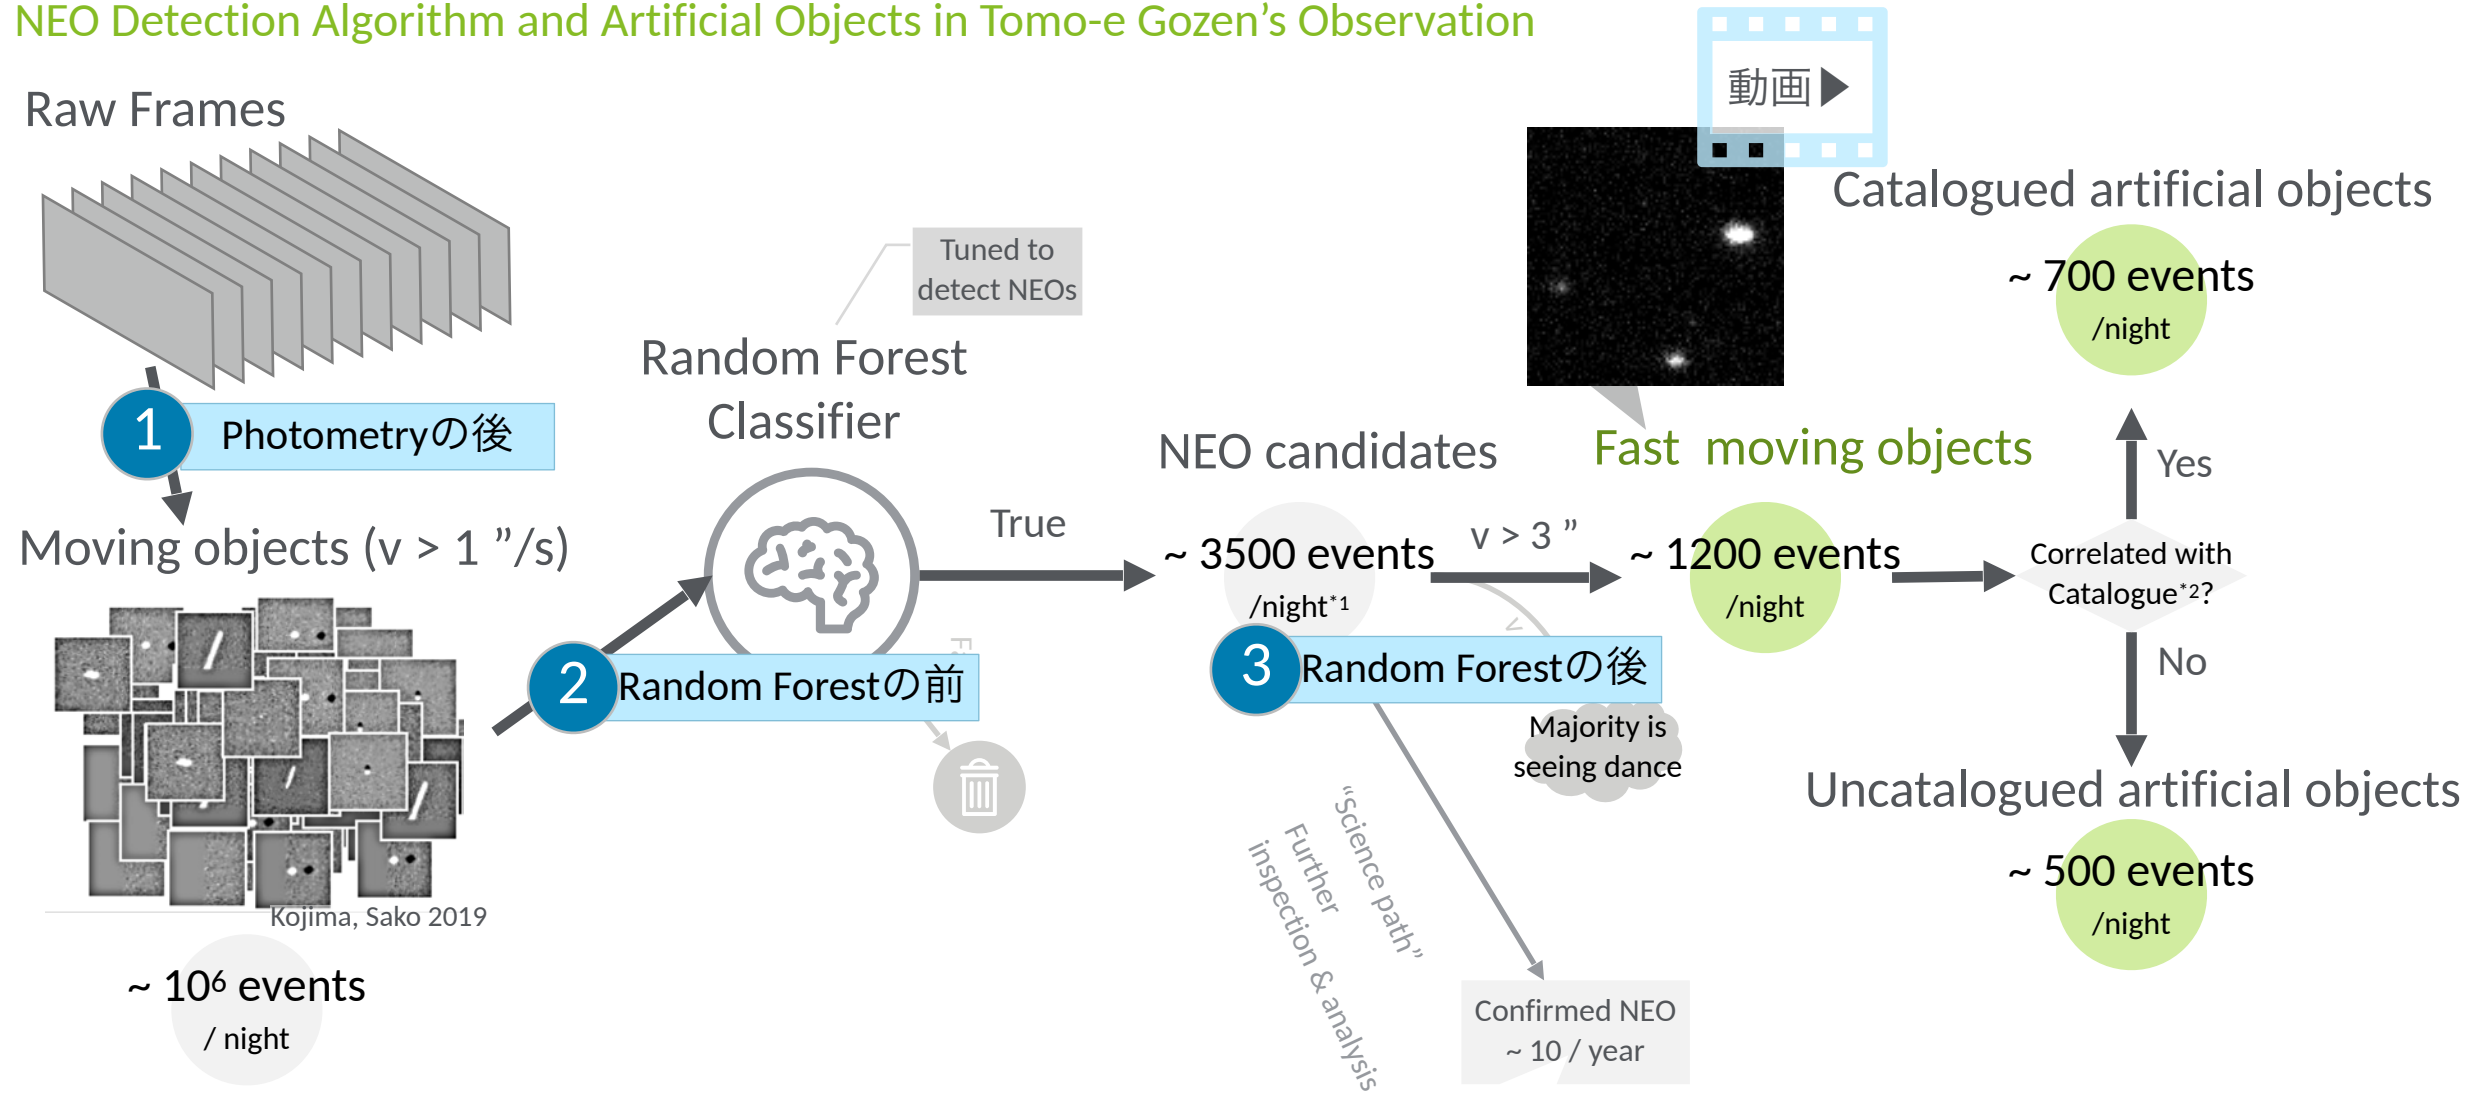 NEO Detection Algorithm and Artificial Objects in Tomo-e Gozen’s Observation
動画
Raw Frames
1
Photometryの後
Moving objects (v > 1 ”/s)
Kojima, Sako 2019
~ 10⁶ events
/ night
2
Random Forestの前
Tuned to
detect NEOs
Random Forest
Classifier
True
NEO candidates
~ 3500 events
/night*1
3
Random Forestの後
v > 3 ”
Majority is
seeing dance
“Science path”
Further
inspection & analysis
Confirmed NEO
~ 10 / year
Fast moving objects
~ 1200 events
/night
Correlated with
Catalogue*2?
Yes
Catalogued artificial objects
~ 700 events
/night
No
Uncatalogued artificial objects
~ 500 events
/night